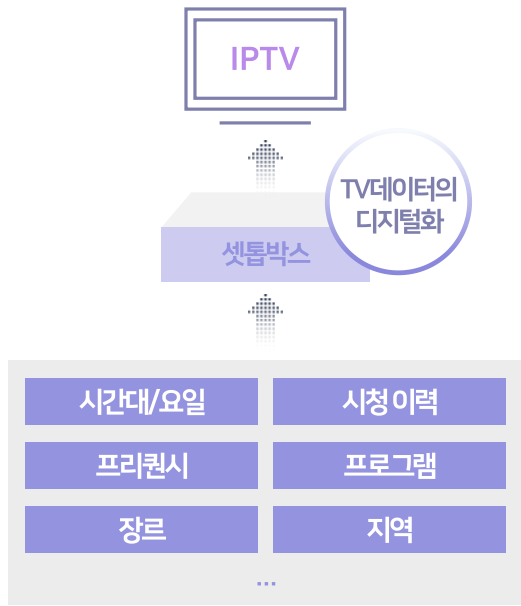 IPTV
TV데이터의
디지털화
셋톱박스
시간대/요일
시청 이력
프리퀀시
프로그램
장르
지역
...